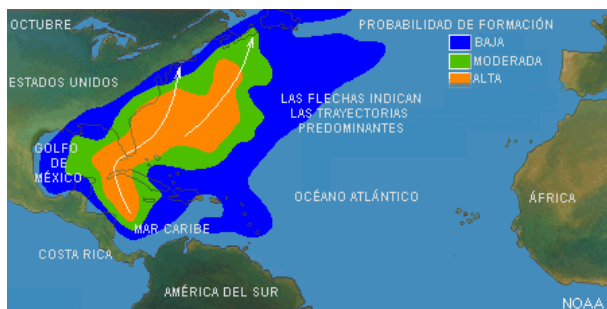 OCTUBRE
PROBABILIDAD DE FORMACIÓN
BAJA
MODERADA
ALTA
ESTADOS UNIDOS
LAS FLECHAS INDICAN
LAS TRAYECTORIAS
PREDOMINANTES
GOLFO
DE
MÉXICO
OCÉANO ATLÁNTICO
ÁFRICA
MAR CARIBE
COSTA RICA
AMÉRICA DEL SUR
NOAA